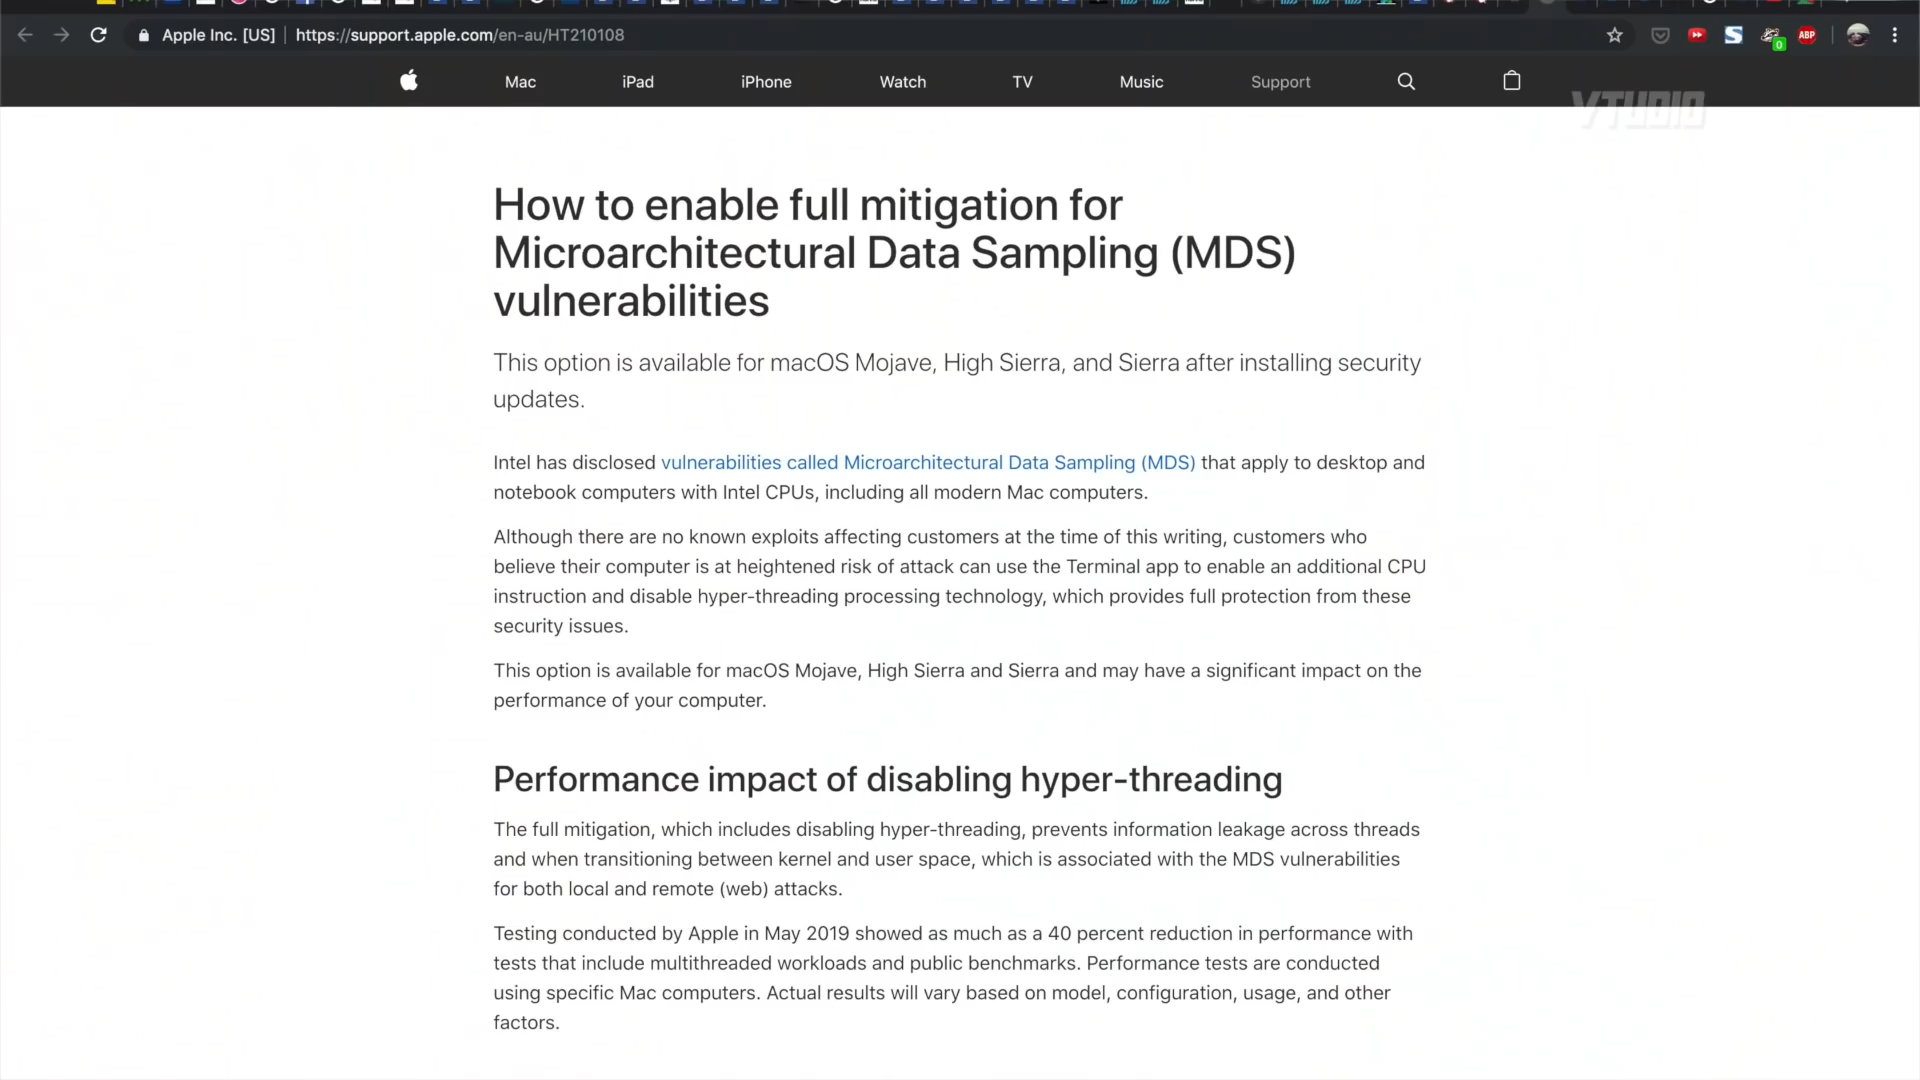 Apple Inc. [US] | https://support.apple.com/en-au/HT210108
S
0
ABP
Mac iPad iPhone Watch TV Music Support
YTUDIO
How to enable full mitigation for
Microarchitectural Data Sampling (MDS)
vulnerabilities
This option is available for macOS Mojave, High Sierra, and Sierra after installing security
updates.
Intel has disclosed vulnerabilities called Microarchitectural Data Sampling (MDS) that apply to desktop and
notebook computers with Intel CPUs, including all modern Mac computers.
Although there are no known exploits affecting customers at the time of this writing, customers who
believe their computer is at heightened risk of attack can use the Terminal app to enable an additional CPU
instruction and disable hyper-threading processing technology, which provides full protection from these
security issues.
This option is available for macOS Mojave, High Sierra and Sierra and may have a significant impact on the
performance of your computer.
Performance impact of disabling hyper-threading
The full mitigation, which includes disabling hyper-threading, prevents information leakage across threads
and when transitioning between kernel and user space, which is associated with the MDS vulnerabilities
for both local and remote (web) attacks.
Testing conducted by Apple in May 2019 showed as much as a 40 percent reduction in performance with
tests that include multithreaded workloads and public benchmarks. Performance tests are conducted
using specific Mac computers. Actual results will vary based on model, configuration, usage, and other
factors.